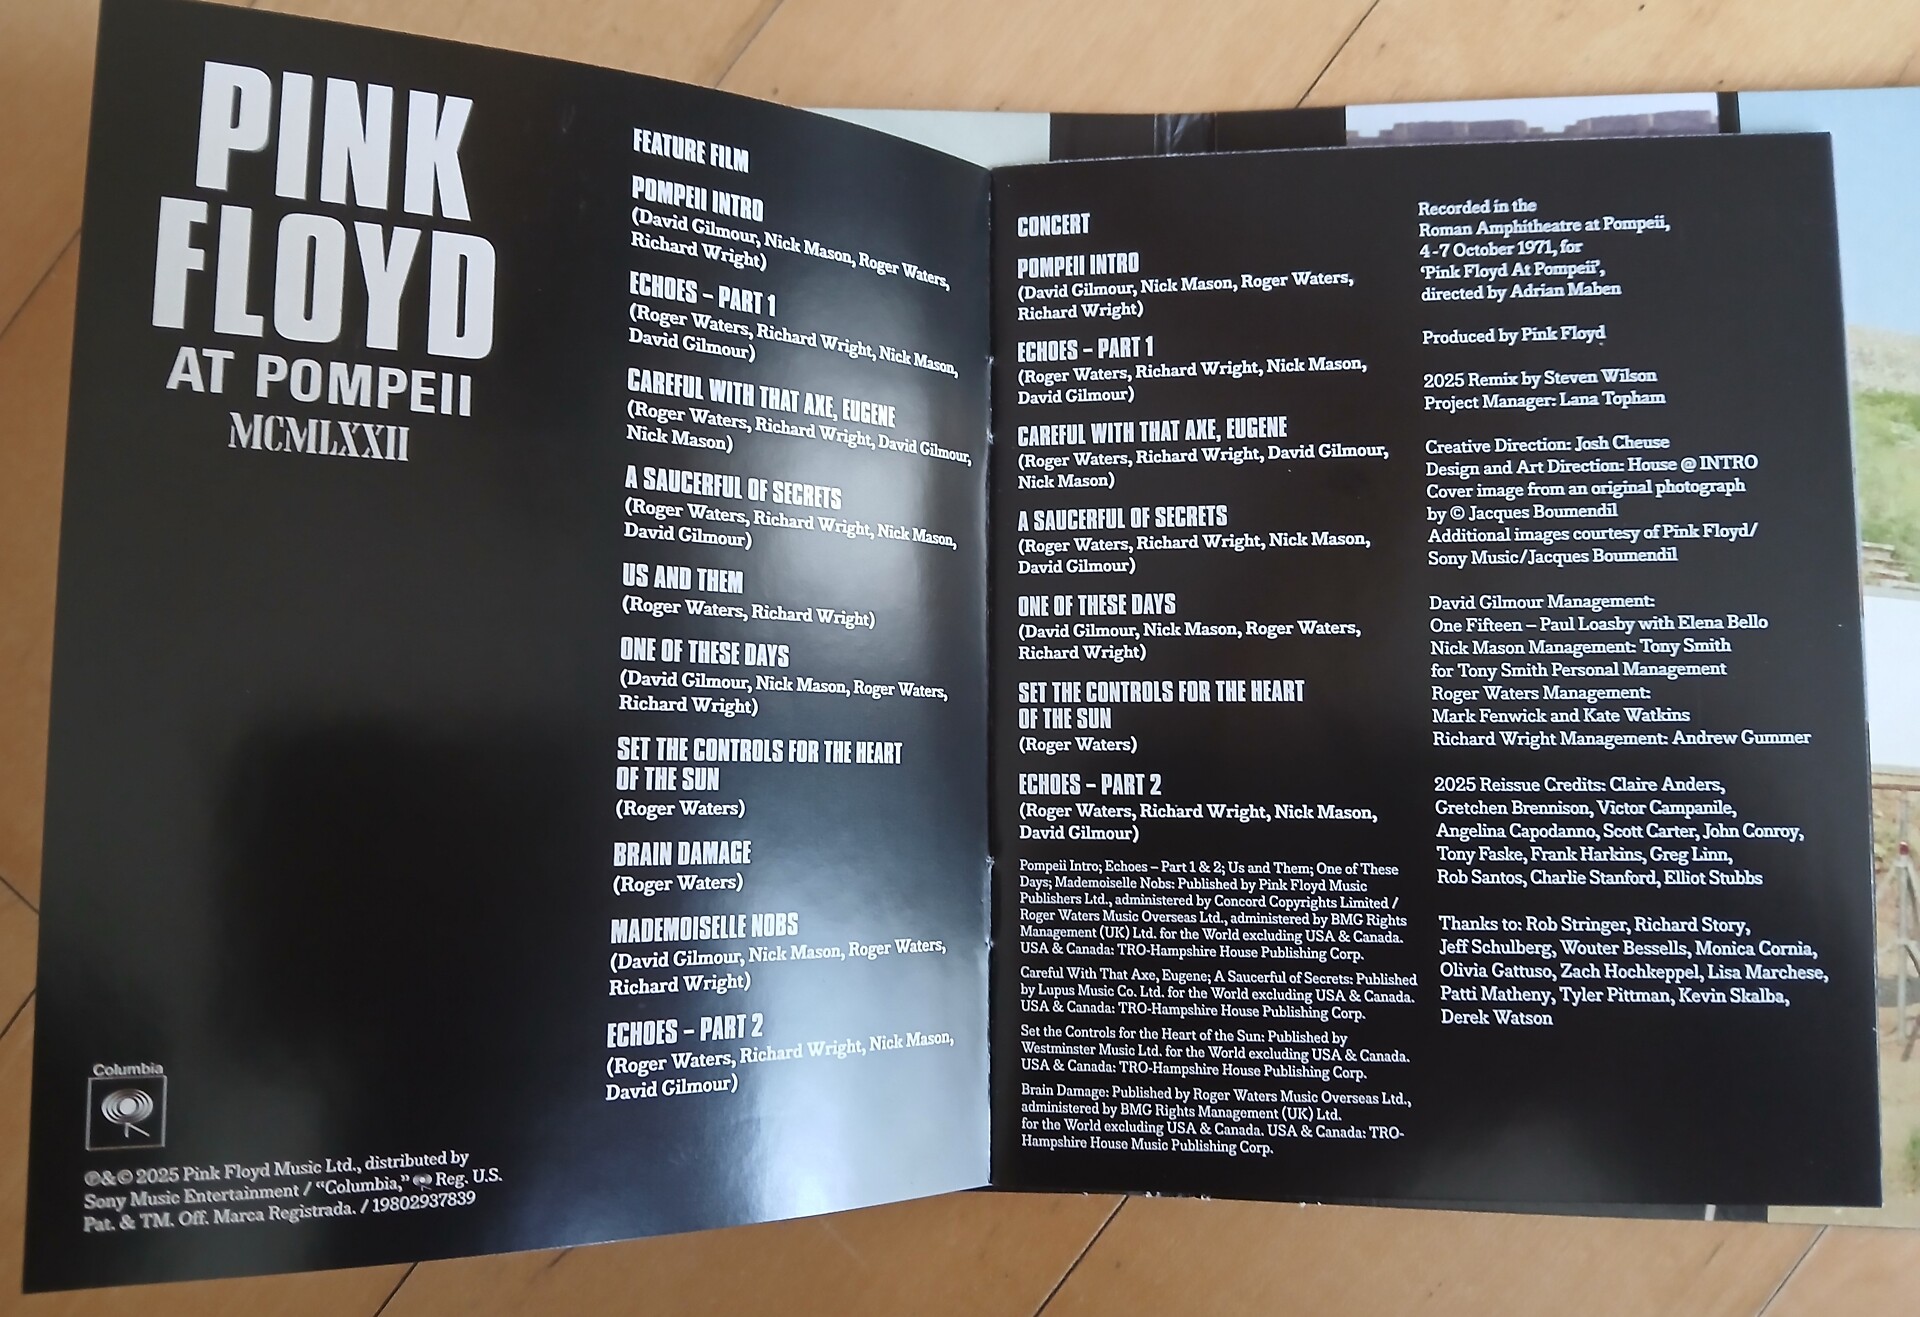 PINK
FLOYD
AT POMPEII
MCMLXXII
Columbia
℗&© 2025 Pink Floyd Music Ltd., distributed by
Sony Music Entertainment / “Columbia,” Reg. U.S.
Pat. & TM. Off. Marca Registrada. / 19802937839
FEATURE FILM
POMPEII INTRO
(David Gilmour, Nick Mason, Roger Waters,
Richard Wright)
ECHOES – PART 1
(Roger Waters, Richard Wright, Nick Mason,
David Gilmour)
CAREFUL WITH THAT AXE, EUGENE
(Roger Waters, Richard Wright, David Gilmour,
Nick Mason)
A SAUCERFUL OF SECRETS
(Roger Waters, Richard Wright, Nick Mason,
David Gilmour)
US AND THEM
(Roger Waters, Richard Wright)
ONE OF THESE DAYS
(David Gilmour, Nick Mason, Roger Waters,
Richard Wright)
SET THE CONTROLS FOR THE HEART
OF THE SUN
(Roger Waters)
BRAIN DAMAGE
(Roger Waters)
MADEMOISELLE NOBS
(David Gilmour, Nick Mason, Roger Waters,
Richard Wright)
ECHOES – PART 2
(Roger Waters, Richard Wright, Nick Mason,
David Gilmour)
CONCERT
POMPEII INTRO
(David Gilmour, Nick Mason, Roger Waters,
Richard Wright)
ECHOES – PART 1
(Roger Waters, Richard Wright, Nick Mason,
David Gilmour)
CAREFUL WITH THAT AXE, EUGENE
(Roger Waters, Richard Wright, David Gilmour,
Nick Mason)
A SAUCERFUL OF SECRETS
(Roger Waters, Richard Wright, Nick Mason,
David Gilmour)
ONE OF THESE DAYS
(David Gilmour, Nick Mason, Roger Waters,
Richard Wright)
SET THE CONTROLS FOR THE HEART
OF THE SUN
(Roger Waters)
ECHOES – PART 2
(Roger Waters, Richard Wright, Nick Mason,
David Gilmour)
Pompeii Intro; Echoes – Part 1 & 2; Us and Them; One of These
Days; Mademoiselle Nobs: Published by Pink Floyd Music
Publishers Ltd., administered by Concord Copyrights Limited /
Roger Waters Music Overseas Ltd., administered by BMG Rights
Management (UK) Ltd. for the World excluding USA & Canada.
USA & Canada: TRO-Hampshire House Publishing Corp.
Careful With That Axe, Eugene; A Saucerful of Secrets: Published
by Lupus Music Co. Ltd. for the World excluding USA & Canada.
USA & Canada: TRO-Hampshire House Publishing Corp.
Set the Controls for the Heart of the Sun: Published by
Westminster Music Ltd. for the World excluding USA & Canada.
USA & Canada: TRO-Hampshire House Publishing Corp.
Brain Damage: Published by Roger Waters Music Overseas Ltd.,
administered by BMG Rights Management (UK) Ltd.
for the World excluding USA & Canada. USA & Canada: TRO-
Hampshire House Music Publishing Corp.
Recorded in the
Roman Amphitheatre at Pompeii,
4-7 October 1971, for
‘Pink Floyd At Pompeii’,
directed by Adrian Maben
Produced by Pink Floyd
2025 Remix by Steven Wilson
Project Manager: Lana Topham
Creative Direction: Josh Cheuse
Design and Art Direction: House @ INTRO
Cover image from an original photograph
by © Jacques Boumendil
Additional images courtesy of Pink Floyd/
Sony Music/Jacques Boumendil
David Gilmour Management:
One Fifteen – Paul Loasby with Elena Bello
Nick Mason Management: Tony Smith
for Tony Smith Personal Management
Roger Waters Management:
Mark Fenwick and Kate Watkins
Richard Wright Management: Andrew Gummer
2025 Reissue Credits: Claire Anders,
Gretchen Brennison, Victor Campanile,
Angelina Capodanno, Scott Carter, John Conroy,
Tony Faske, Frank Harkins, Greg Linn,
Rob Santos, Charlie Stanford, Elliot Stubbs
Thanks to: Rob Stringer, Richard Story,
Jeff Schulberg, Wouter Bessells, Monica Cornia,
Olivia Gattuso, Zach Hochkeppel, Lisa Marchese,
Patti Matheny, Tyler Pittman, Kevin Skalba,
Derek Watson